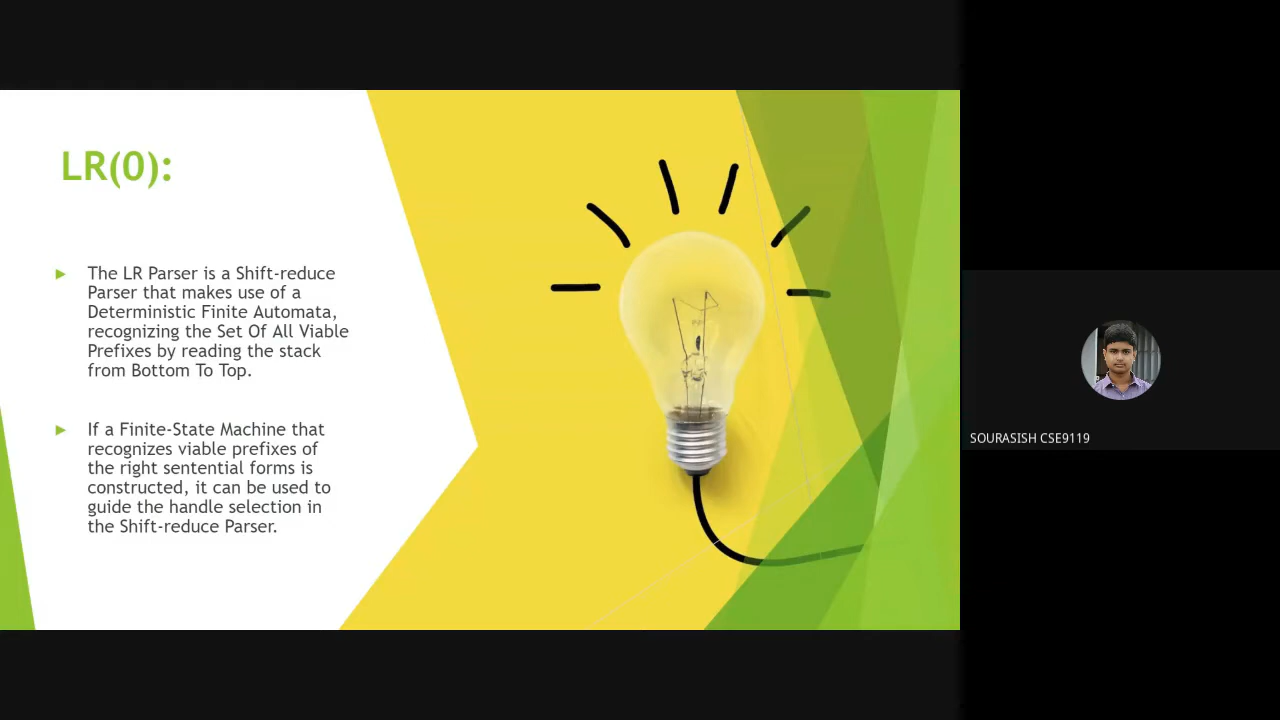 LR(0):
The LR Parser is a Shift-reduce
Parser that makes use of a
Deterministic Finite Automata,
recognizing the Set Of All Viable
Prefixes by reading the stack
from Bottom To Top.
If a Finite-State Machine that
recognizes viable prefixes of
the right sentential forms is
constructed, it can be used to
guide the handle selection in
the Shift-reduce Parser.
SOURASISH CSE9119